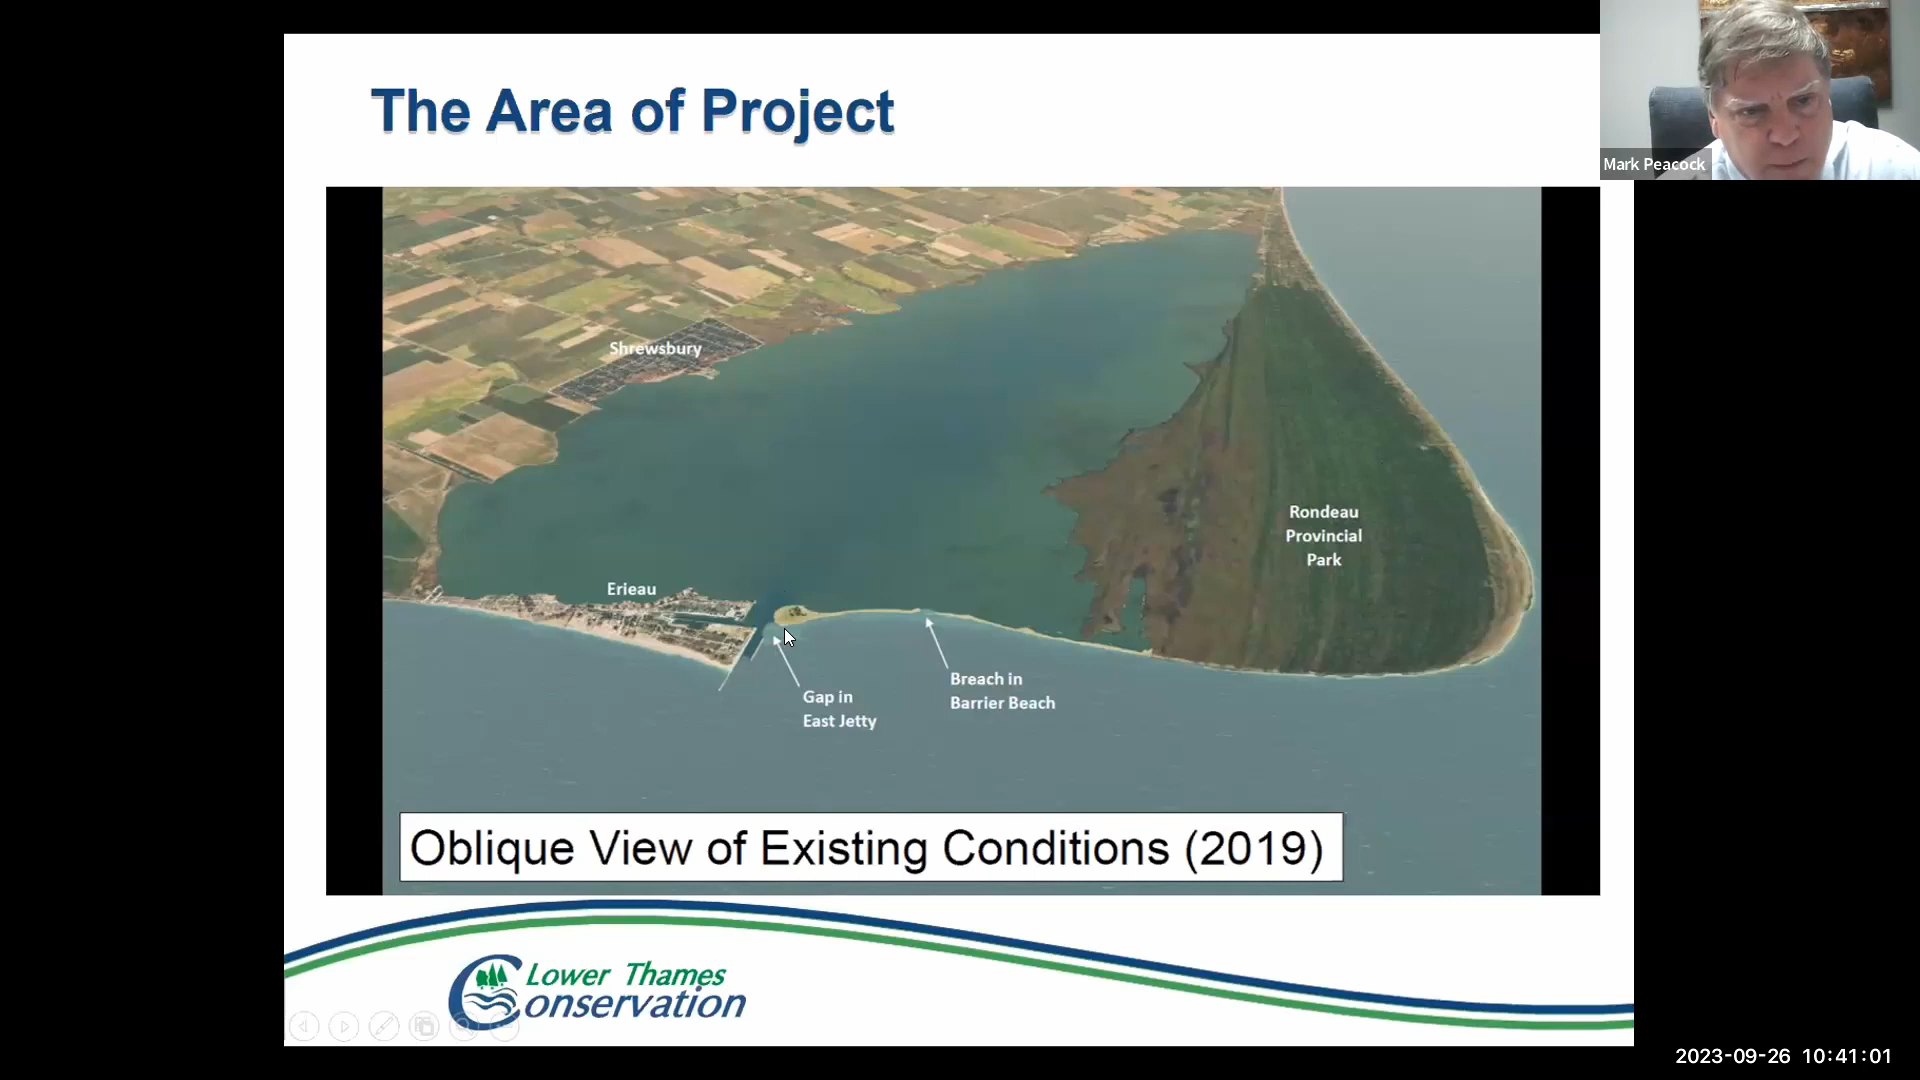 The Area of Project
Mark Peacock
Shrewsbury
Rondeau
Provincial
Park
Erieau
Gap in
East Jetty
Breach in
Barrier Beach
Oblique View of Existing Conditions (2019)
Lower Thames
Conservation
2023-09-26 10:41:01